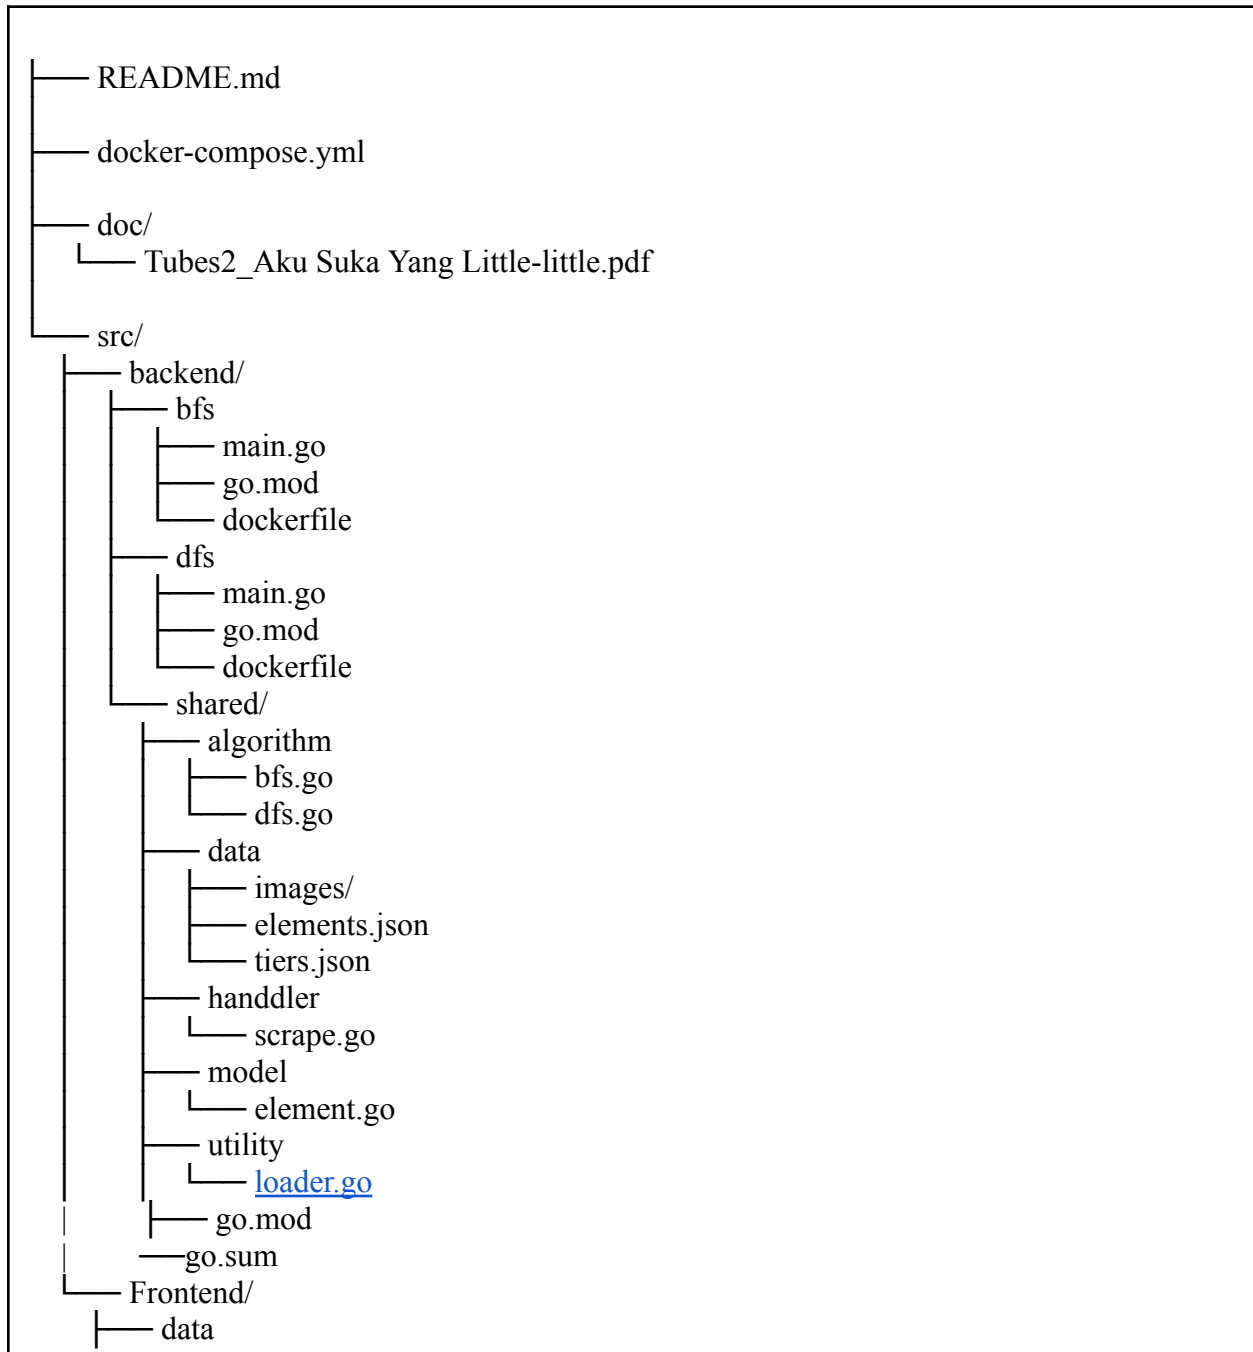 ├── README.md
├── docker-compose.yml
├── doc/
│   └── Tubes2_Aku Suka Yang Little-little.pdf
└── src/
    ├── backend/
    │   ├── bfs
    │   │   ├── main.go
    │   │   ├── go.mod
    │   │   └── dockerfile
    │   ├── dfs
    │   │   ├── main.go
    │   │   ├── go.mod
    │   │   └── dockerfile
    │   └── shared/
    │       ├── algorithm
    │       │   ├── bfs.go
    │       │   └── dfs.go
    │       ├── data
    │       │   ├── images/
    │       │   ├── elements.json
    │       │   └── tiers.json
    │       ├── handdler
    │       │   └── scrape.go
    │       ├── model
    │       │   └── element.go
    │       ├── utility
    │       │   └── loader.go
    |       ├── go.mod
    |       ──go.sum
    └── Frontend/
        ├── data